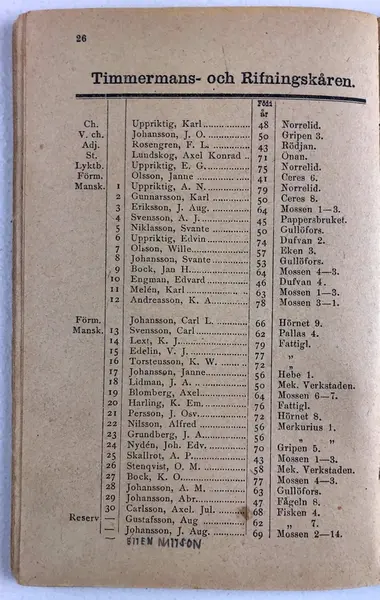 26
Timmermans- och Rifningskåren.
Född
år
Ch. Uppriktig, Karl 48 Norrelid.
V. ch. Johansson, J. O. 50 Gripen 3.
Adj. Rosengren, F. L. 43 Rödjan.
St. Lundskog, Axel Konrad 71 Onan.
Lyktb. Uppriktig, E. G. 75 Norrelid.
Förm. Olsson, Janne 41 Ceres 6.
Mansk. 1 Uppriktig, A. N. 79 Norrelid.
2 Gunnarsson, Karl 50 Ceres 8.
3 Eriksson, J. Aug. 64 Mossen 1—3.
4 Svensson, A. J. 45 Pappersbruket.
5 Niklasson, Svante 50 Gullöfors.
6 Uppriktig, Edvin 74 Dufvan 2.
7 Olsson, Wille 57 Eken 3.
8 Johansson, Svante 53 Gullöfors.
9 Bock, Jan H. 64 Mossen 4—3.
10 Engman, Edvard 46 Dufvan 4.
11 Melén, Karl 63 Mossen 1—3.
12 Andreasson, K. A. 78 Mossen 3—1.
Förm. Johansson, Carl L. 66 Hörnet 9.
Mansk. 13 Svensson, Carl 62 Pallas 4.
14 Lext, K. J. 79 Fattigl.
15 Edelin, V. J. 77 „
16 Torstensson, K. W. 72 „
17 Johansson, Janne 56 Hebe 1.
18 Lidman, J. A. 50 Mek. Verkstaden.
19 Blomberg, Axel 64 Mossen 6—7.
20 Harling, K. Em. 76 Fattigl.
21 Persson, J. Osv. 72 Hörnet 8.
22 Nilsson, Alfred 56 Merkurius 1.
23 Grundberg, J. A. 56 „
24 Nydén, Joh. Edv. 70 Gripen 5.
25 Skallrot, A. P. 43 Mossen 1—3.
26 Stenqvist, O. M. 58 Mek. Verkstaden.
27 Bock, K. O. 77 Mossen 4—3.
28 Johansson, A. M. 63 Gullöfors.
29 Johansson, Abr. 47 Fågeln 8.
30 Carlsson, Axel. Jul. 68 Fisken 4.
Reserv — Gustafsson, Aug 62 „ 7.
— Johansson, J. Aug. 69 Mossen 2—14.